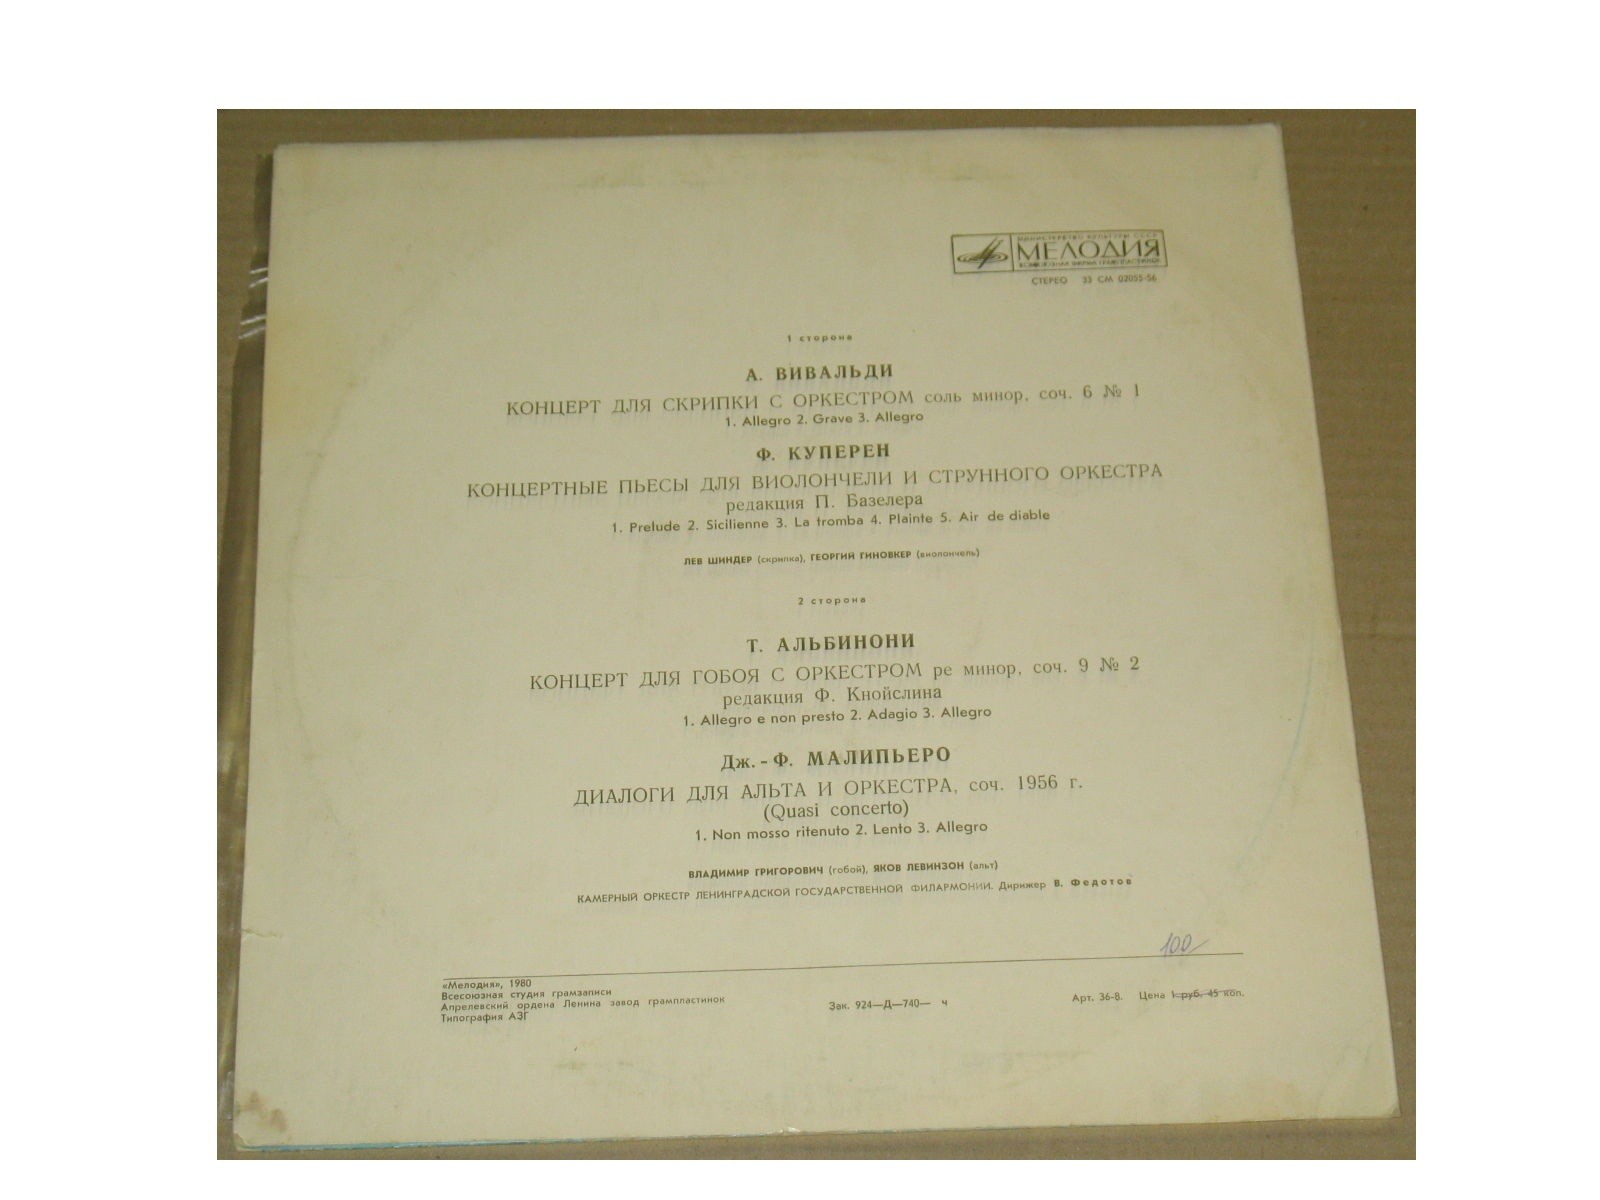 МИНИСТЕРСТВО КУЛЬТУРЫ СССР
МЕЛОДИЯ
ВСЕСОЮЗНАЯ ФИРМА ГРАМПЛАСТИНОК
СТЕРЕО 33 СМ 02055-56
1 сторона
А. ВИВАЛЬДИ
КОНЦЕРТ ДЛЯ СКРИПКИ С ОРКЕСТРОМ соль минор, соч. 6 № 1
1. Allegro 2. Grave 3. Allegro
Ф. КУПЕРЕН
КОНЦЕРТНЫЕ ПЬЕСЫ ДЛЯ ВИОЛОНЧЕЛИ И СТРУННОГО ОРКЕСТРА
редакция П. Базелера
1. Prelude 2. Sicilienne 3. La tromba 4. Plainte 5. Air de diable
ЛЕВ ШИНДЕР (скрипка), ГЕОРГИЙ ГИНОВКЕР (виолончель)
2 сторона
Т. АЛЬБИНОНИ
КОНЦЕРТ ДЛЯ ГОБОЯ С ОРКЕСТРОМ ре минор, соч. 9 № 2
редакция Ф. Кнойслина
1. Allegro e non presto 2. Adagio 3. Allegro
Дж.-Ф. МАЛИПЬЕРО
ДИАЛОГИ ДЛЯ АЛЬТА И ОРКЕСТРА, соч. 1956 г.
(Quasi concerto)
1. Non mosso ritenuto 2. Lento 3. Allegro
ВЛАДИМИР ГРИГОРОВИЧ (гобой), ЯКОВ ЛЕВИНЗОН (альт)
КАМЕРНЫЙ ОРКЕСТР ЛЕНИНГРАДСКОЙ ГОСУДАРСТВЕННОЙ ФИЛАРМОНИИ. Дирижер В. Федотов
100
«Мелодия», 1980
Всесоюзная студия грамзаписи
Апрелевский ордена Ленина завод грампластинок
Типография АЗГ
Зак. 924—Д—740— ч
Арт. 36-8. Цена 1 руб. 45 коп.